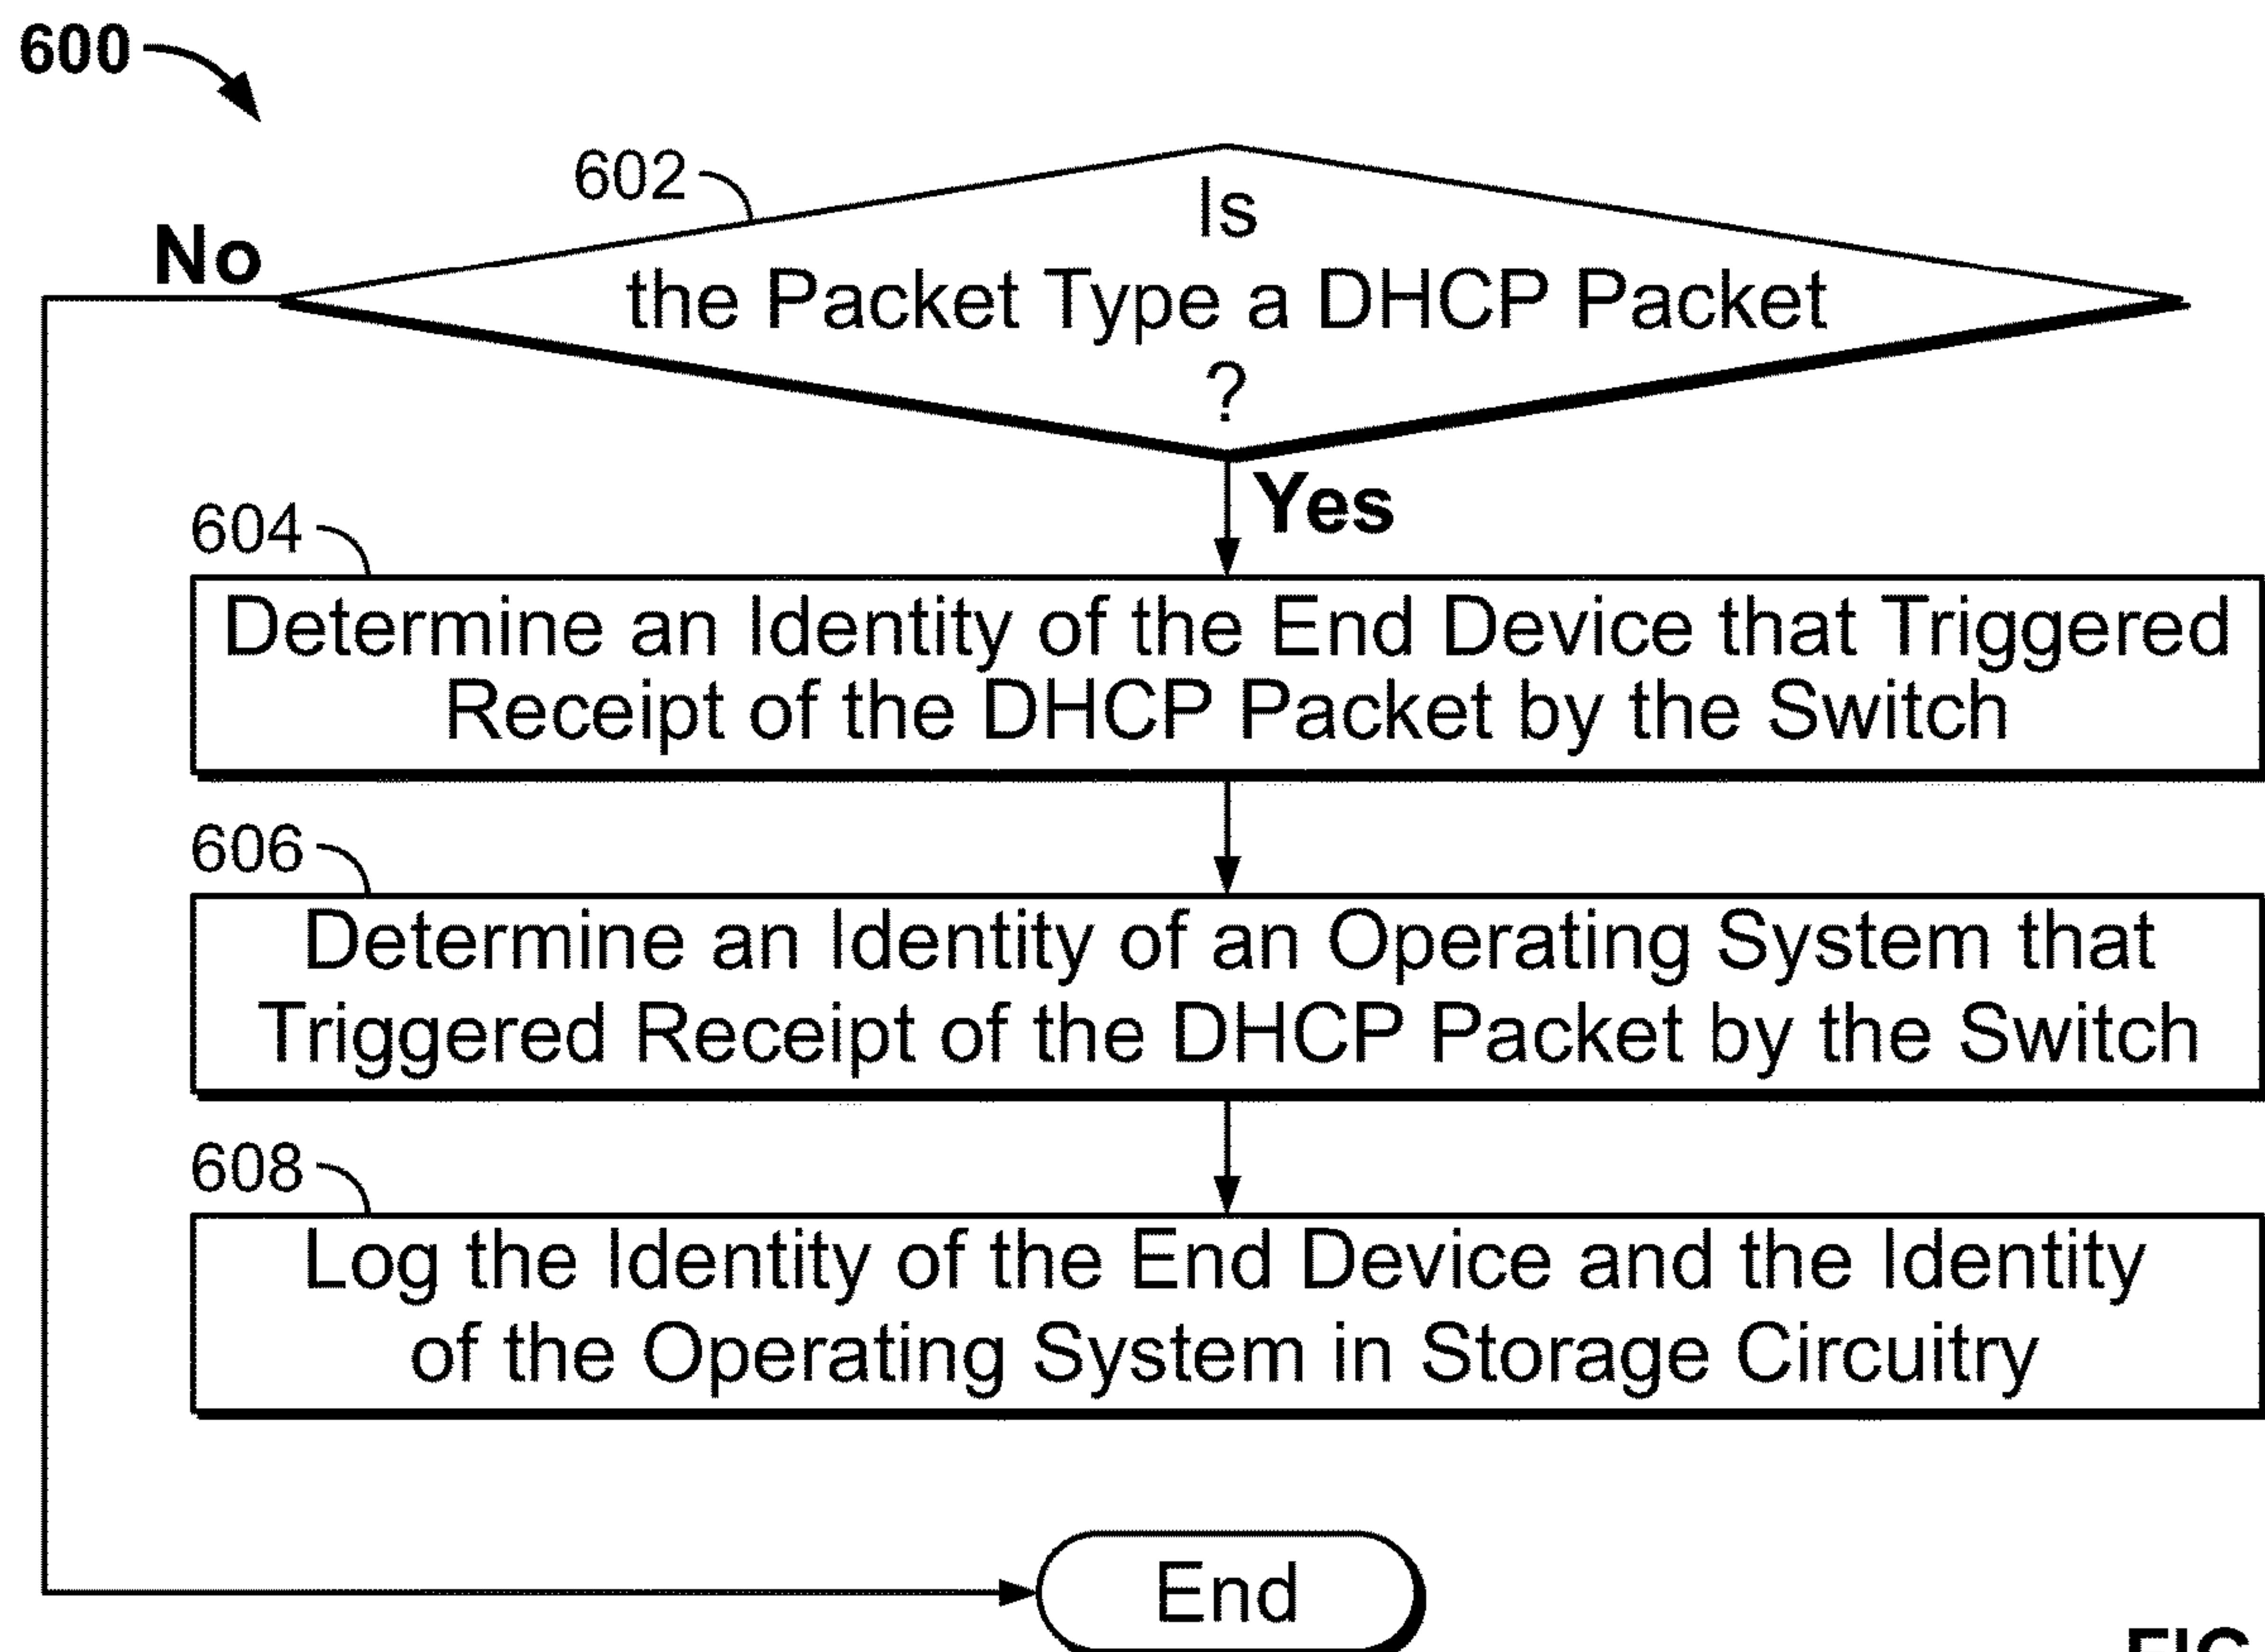 600
602
Is
No
the Packet Type a DHCP Packet
?
Yes
604
Determine an Identity of the End Device that Triggered
Receipt of the DHCP Packet by the Switch
606
Determine an Identity of an Operating System that
Triggered Receipt of the DHCP Packet by the Switch
608
Log the Identity of the End Device and the Identity
of the Operating System in Storage Circuitry
End
FIG